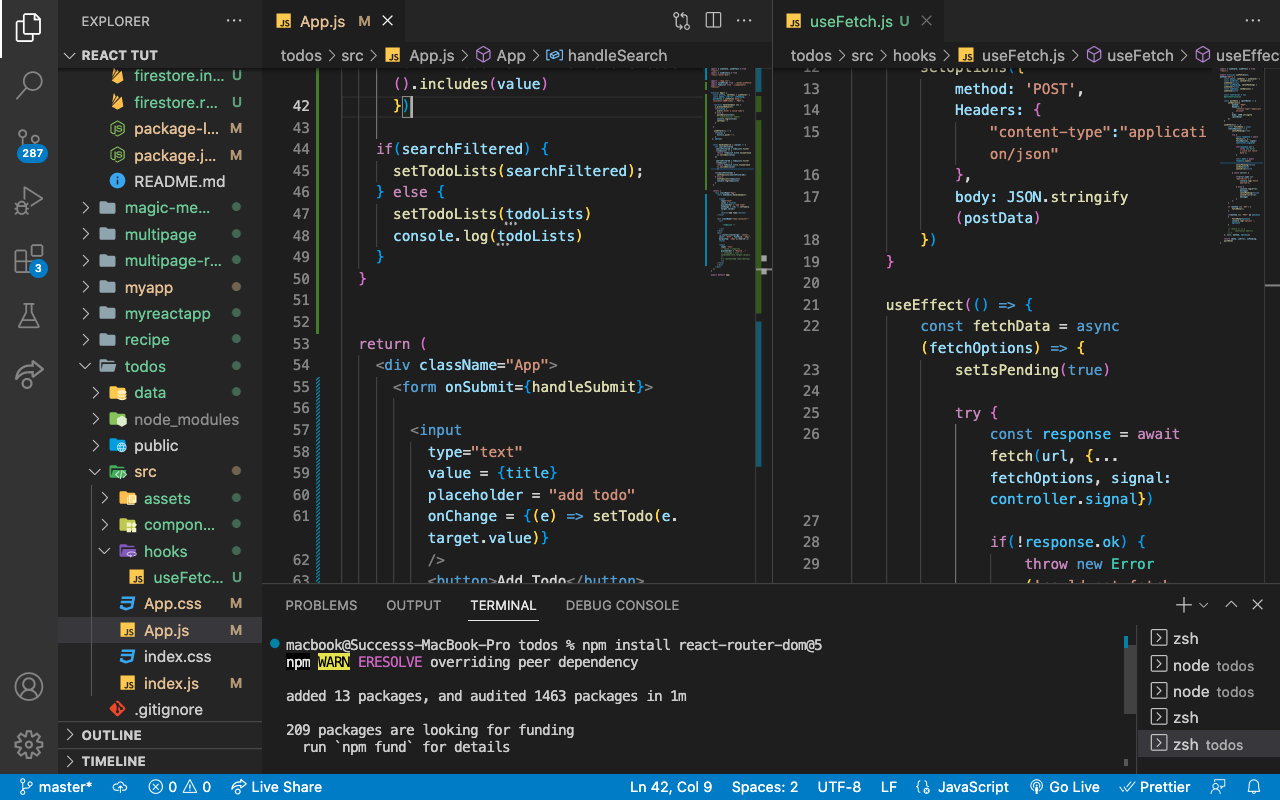 EXPLORER
REACT TUT
firestore.in... U
firestore.r... U
package-l... M
package.j... M
README.md
magic-me...
multipage
multipage-r...
myapp
myreactapp
recipe
todos
data
node_modules
public
src
assets
compon...
hooks
useFetc... U
App.css M
App.js M
index.css
index.js M
.gitignore
OUTLINE
TIMELINE
287
3
App.js M
todos > src > App.js > App > handleSearch
().includes(value)
42 })
43
44 if(searchFiltered) {
45 setTodoLists(searchFiltered);
46 } else {
47 setTodoLists(todoLists)
48 console.log(todoLists)
49 }
50 }
51
52
53 return (
54 <div className="App">
55 <form onSubmit={handleSubmit}>
56
57 <input
58 type="text"
59 value = {title}
60 placeholder = "add todo"
61 onChange = {(e) => setTodo(e.
target.value)}
62 />
63 <button>Add Todo</button>
useFetch.js U
todos > src > hooks > useFetch.js > useFetch > useEffec
12 setOptions({
13 method: 'POST',
14 Headers: {
15 "content-type":"applicati
on/json"
16 },
17 body: JSON.stringify
(postData)
18 })
19 }
20
21 useEffect(() => {
22 const fetchData = async
(fetchOptions) => {
23 setIsPending(true)
24
25 try {
26 const response = await
fetch(url, {...
fetchOptions, signal:
controller.signal})
27
28 if(!response.ok) {
29 throw new Error
PROBLEMS OUTPUT TERMINAL DEBUG CONSOLE
macbook@Successs-MacBook-Pro todos % npm install react-router-dom@5
npm WARN ERESOLVE overriding peer dependency
added 13 packages, and audited 1463 packages in 1m
209 packages are looking for funding
run `npm fund` for details
zsh
node todos
node todos
zsh
zsh todos
master* 0 0 Live Share Ln 42, Col 9 Spaces: 2 UTF-8 LF JavaScript Go Live Prettier